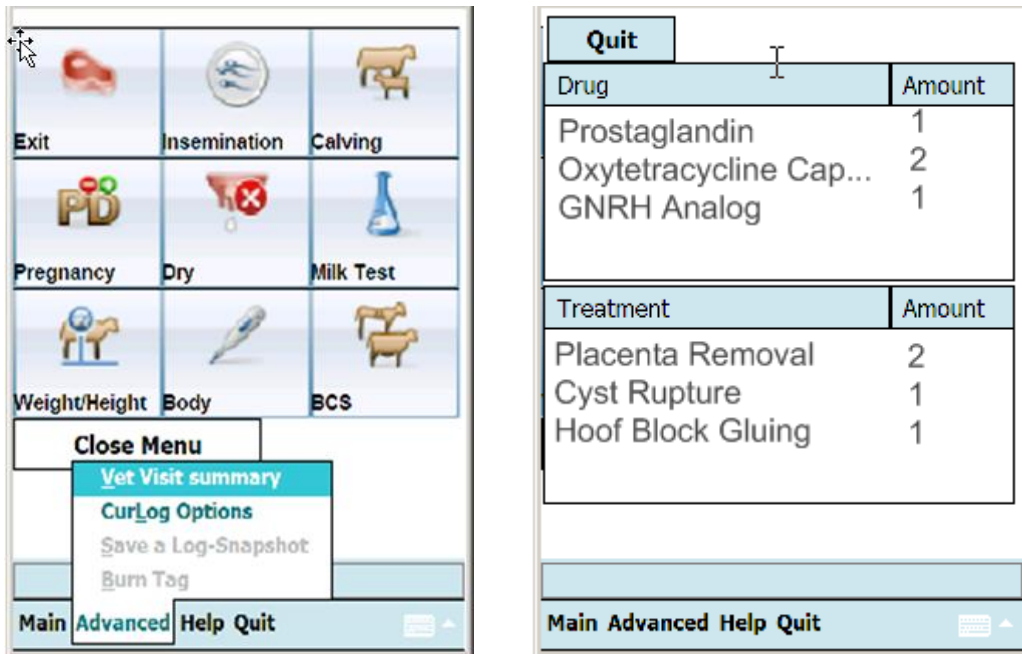 Exit Insemination Calving
PD
Pregnancy Dry Milk Test
Weight/Height Body BCS
Close Menu
Vet Visit summary
CurLog Options
Save a Log-Snapshot
Burn Tag
Main Advanced Help Quit
Quit
Drug Amount
Prostaglandin 1
Oxytetracycline Cap... 2
GNRH Analog 1
Treatment Amount
Placenta Removal 2
Cyst Rupture 1
Hoof Block Gluing 1
Main Advanced Help Quit